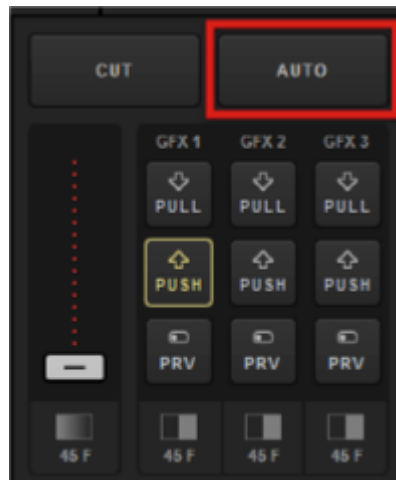 CUT AUTO
GFX 1 GFX 2 GFX 3
PULL PULL PULL
PUSH PUSH PUSH
PRV PRV PRV
45 F 45 F 45 F 45 F